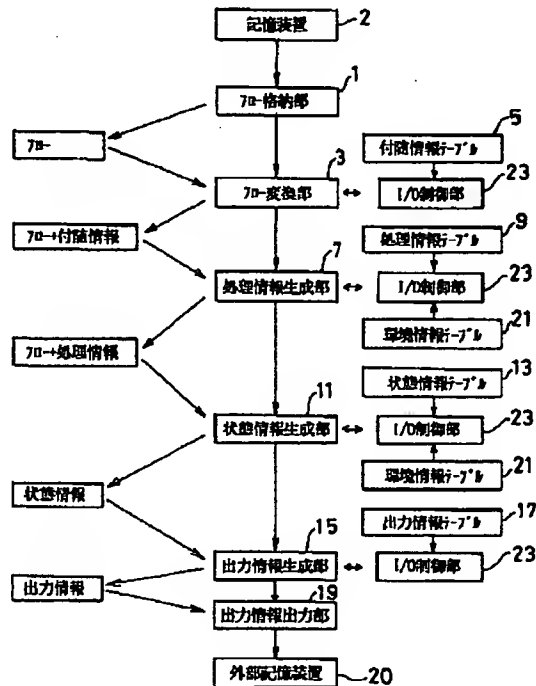 記憶装置
2
フロー格納部
1
フロー
付随情報テーブル
5
フロー変換部
3
I/O制御部
23
フロー+付随情報
処理情報テーブル
9
処理情報生成部
7
I/O制御部
23
環境情報テーブル
21
フロー+処理情報
状態情報テーブル
13
状態情報生成部
11
I/O制御部
23
環境情報テーブル
21
状態情報
出力情報テーブル
17
出力情報生成部
15
I/O制御部
23
出力情報
出力情報出力部
19
外部記憶装置
20